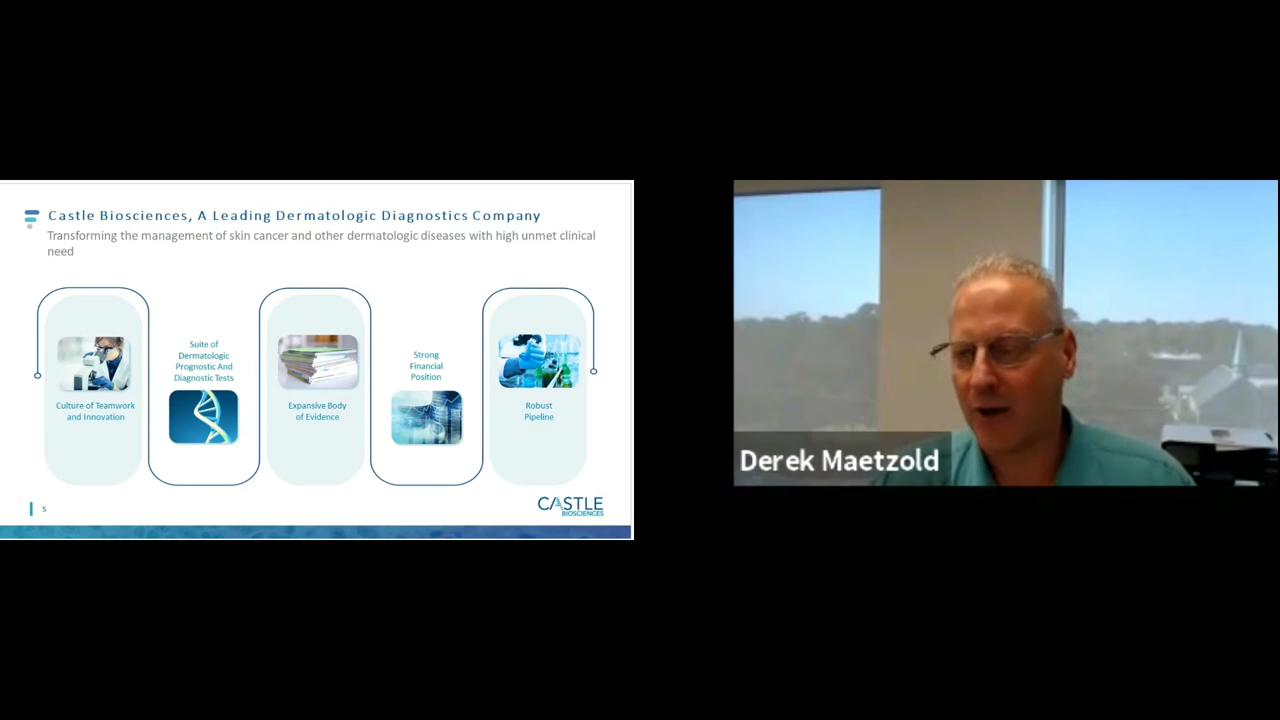 Castle Biosciences, A Leading Dermatologic Diagnostics Company
Transforming the management of skin cancer and other dermatologic diseases with high unmet clinical
need
Culture of Teamwork
and Innovation
Suite of
Dermatologic
Prognostic And
Diagnostic Tests
Expansive Body
of Evidence
Strong
Financial
Position
Robust
Pipeline
5
CASTLE
BIOSCIENCES
Derek Maetzold